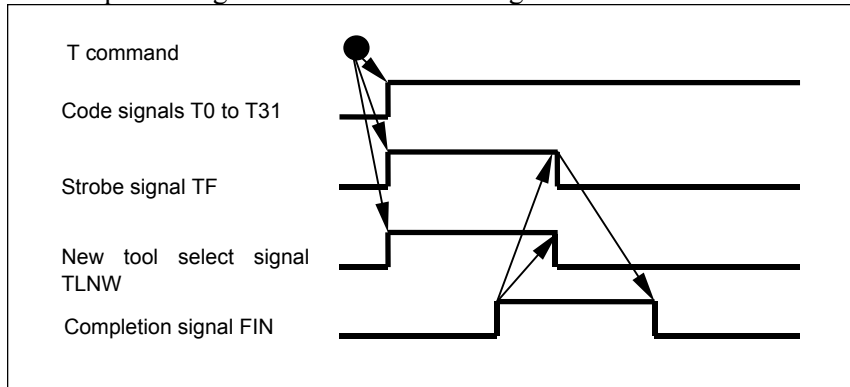 T command
Code signals T0 to T31
Strobe signal TF
New tool select signal
TLNW
Completion signal FIN